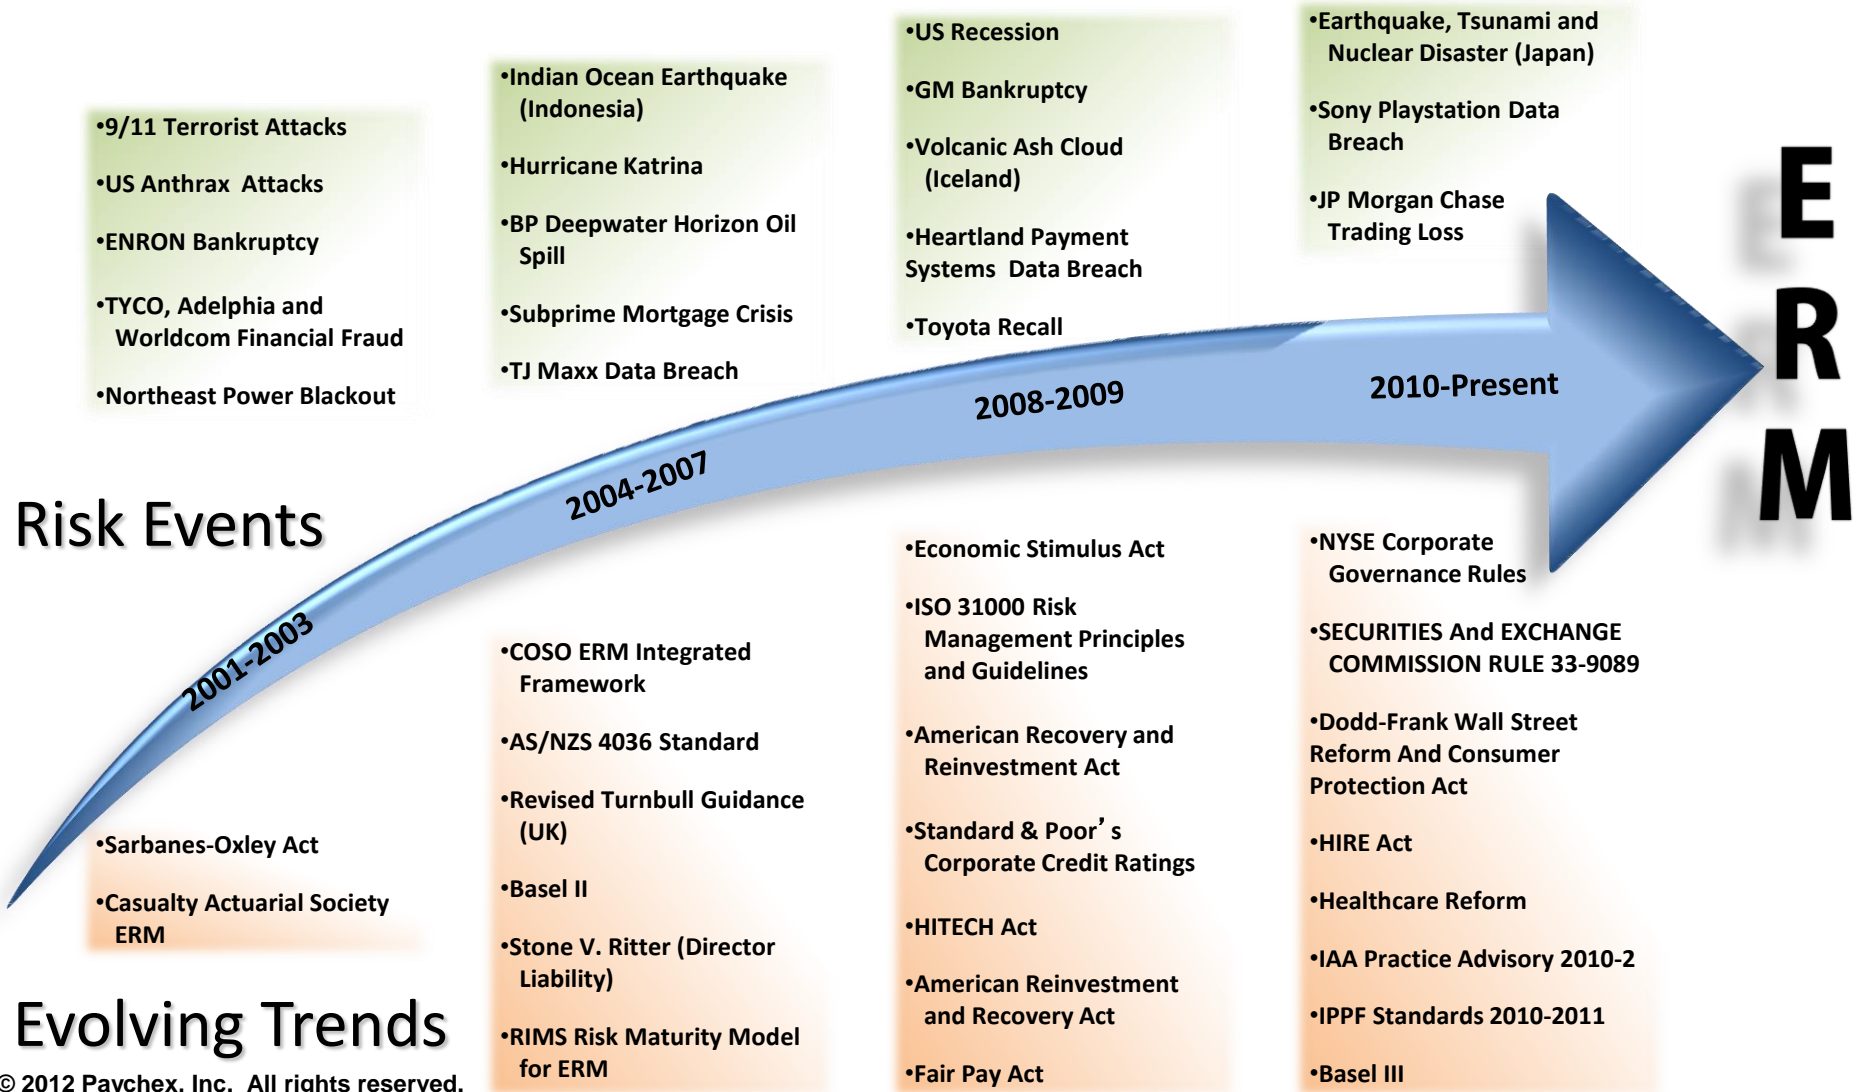 •9/11 Terrorist Attacks
•US Anthrax Attacks
•ENRON Bankruptcy
•TYCO, Adelphia and
Worldcom Financial Fraud
•Northeast Power Blackout
•Indian Ocean Earthquake
(Indonesia)
•Hurricane Katrina
•BP Deepwater Horizon Oil
Spill
•Subprime Mortgage Crisis
•TJ Maxx Data Breach
•US Recession
•GM Bankruptcy
•Volcanic Ash Cloud
(Iceland)
•Heartland Payment
Systems Data Breach
•Toyota Recall
•Earthquake, Tsunami and
Nuclear Disaster (Japan)
•Sony Playstation Data
Breach
•JP Morgan Chase
Trading Loss
E
R
M
2001-2003
2004-2007
2008-2009
2010-Present
Risk Events
•Sarbanes-Oxley Act
•Casualty Actuarial Society
ERM
•COSO ERM Integrated
Framework
•AS/NZS 4036 Standard
•Revised Turnbull Guidance
(UK)
•Basel II
•Stone V. Ritter (Director
Liability)
•RIMS Risk Maturity Model
for ERM
•Economic Stimulus Act
•ISO 31000 Risk
Management Principles
and Guidelines
•American Recovery and
Reinvestment Act
•Standard & Poor’s
Corporate Credit Ratings
•HITECH Act
•American Reinvestment
and Recovery Act
•Fair Pay Act
•NYSE Corporate
Governance Rules
•SECURITIES And EXCHANGE
COMMISSION RULE 33-9089
•Dodd-Frank Wall Street
Reform And Consumer
Protection Act
•HIRE Act
•Healthcare Reform
•IAA Practice Advisory 2010-2
•IPPF Standards 2010-2011
•Basel III
Evolving Trends
© 2012 Paychex, Inc. All rights reserved.